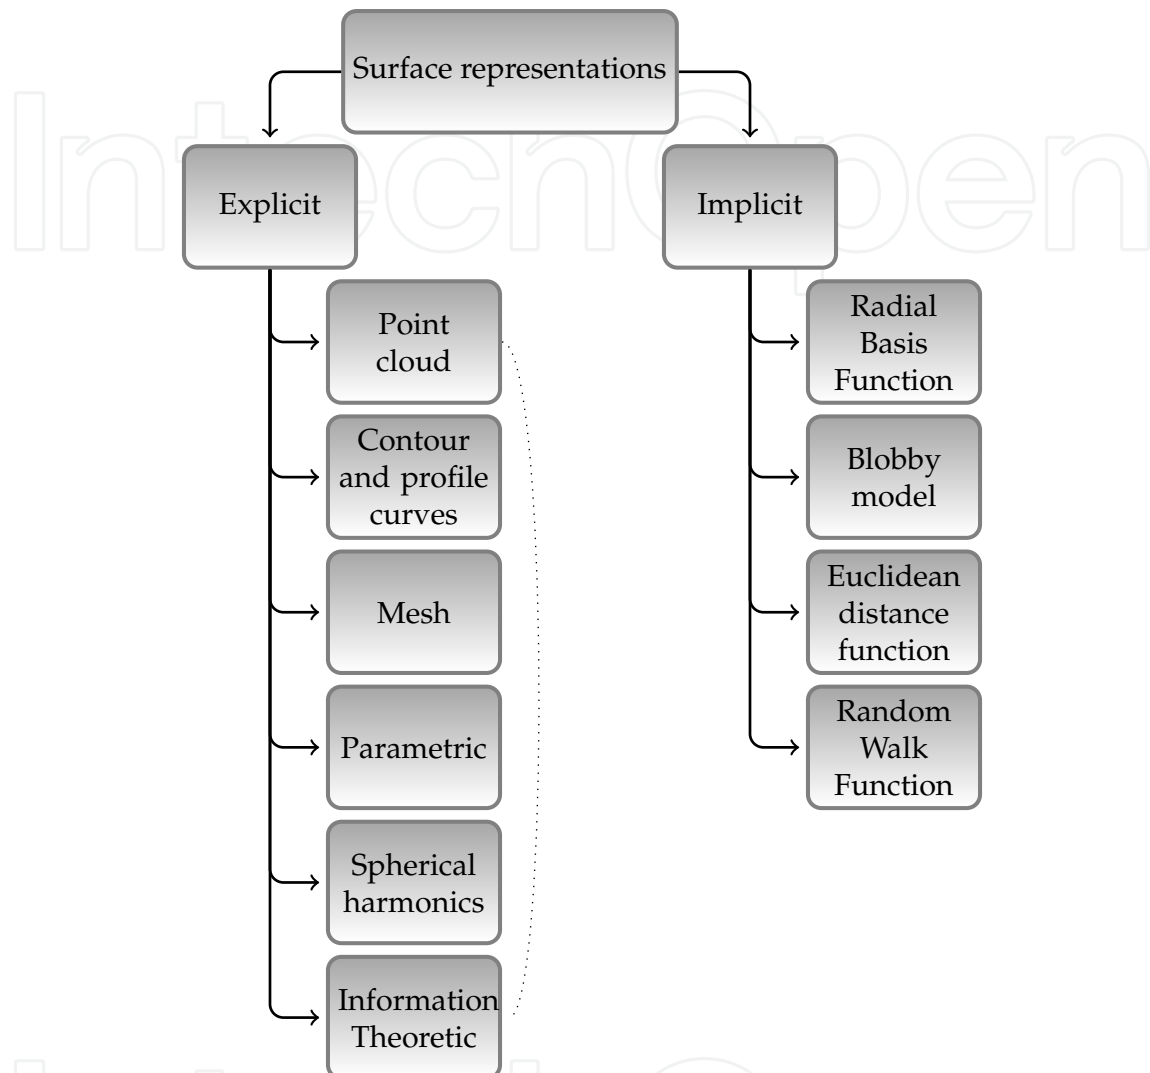 Surface representations
Explicit
Implicit
Point
cloud
Contour
and profile
curves
Mesh
Parametric
Spherical
harmonics
Information
Theoretic
Radial
Basis
Function
Blobby
model
Euclidean
distance
function
Random
Walk
Function
IntechOpen